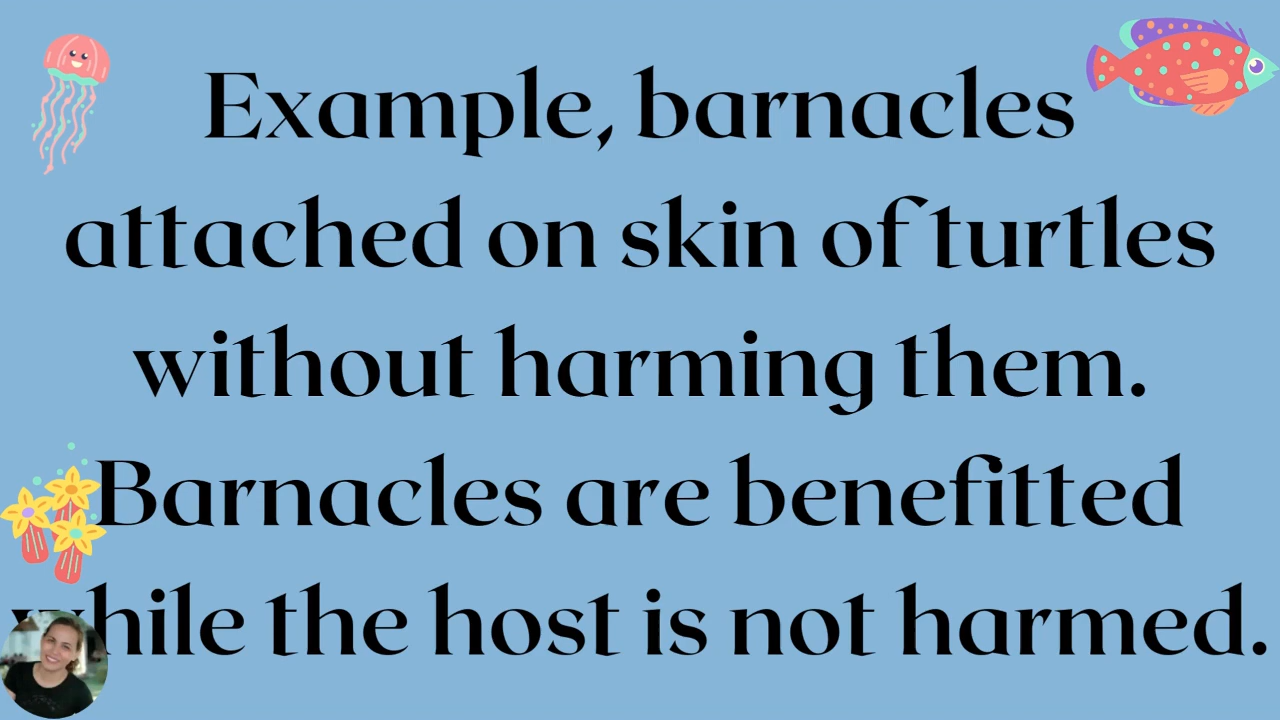 Example, barnacles
attached on skin of turtles
without harming them.
Barnacles are benefitted
while the host is not harmed.